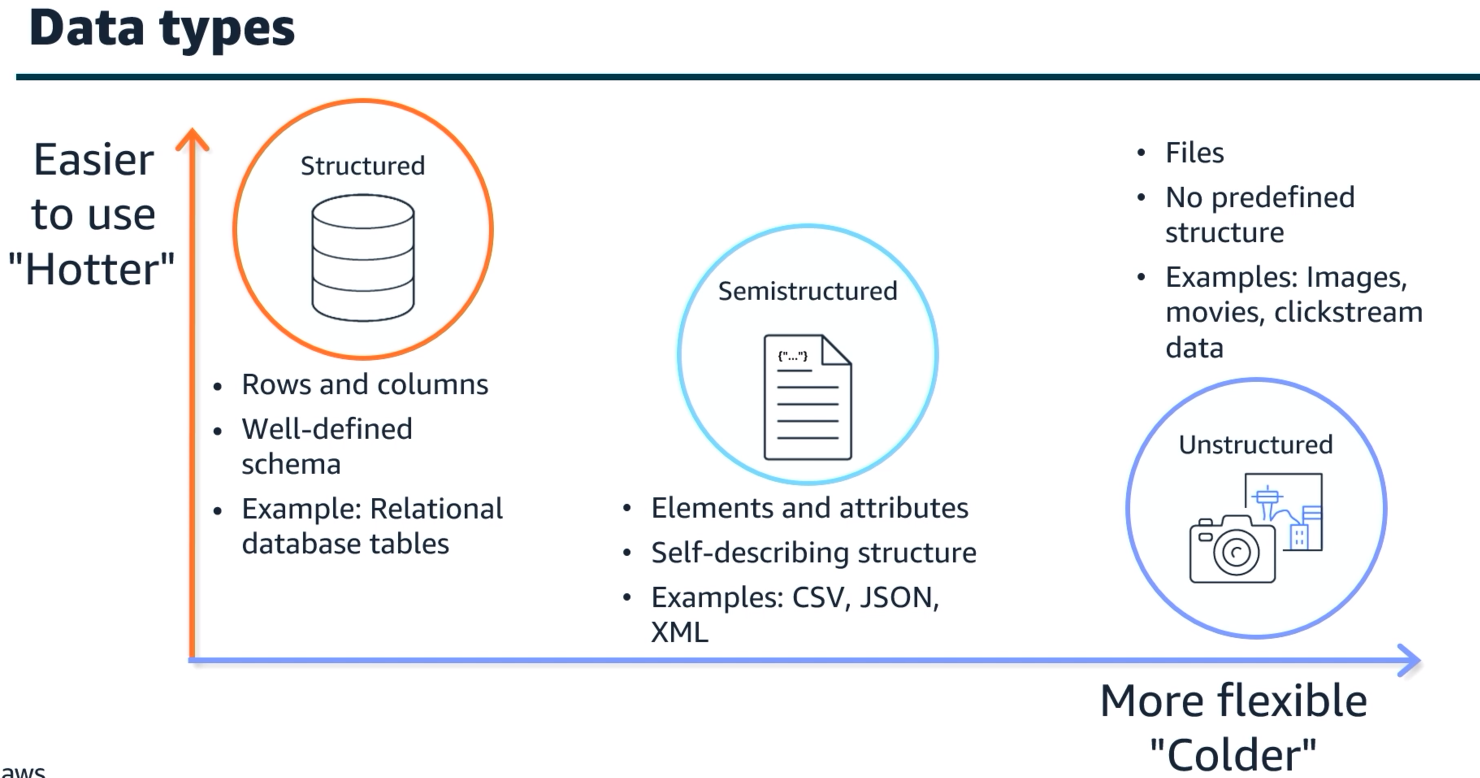 Data types
Easier
to use
"Hotter"
Structured
• Rows and columns
• Well-defined
schema
• Example: Relational
database tables
Semistructured
{"..."}
• Elements and attributes
• Self-describing structure
• Examples: CSV, JSON,
XML
• Files
• No predefined
structure
• Examples: Images,
movies, clickstream
data
Unstructured
More flexible
"Colder"
aws